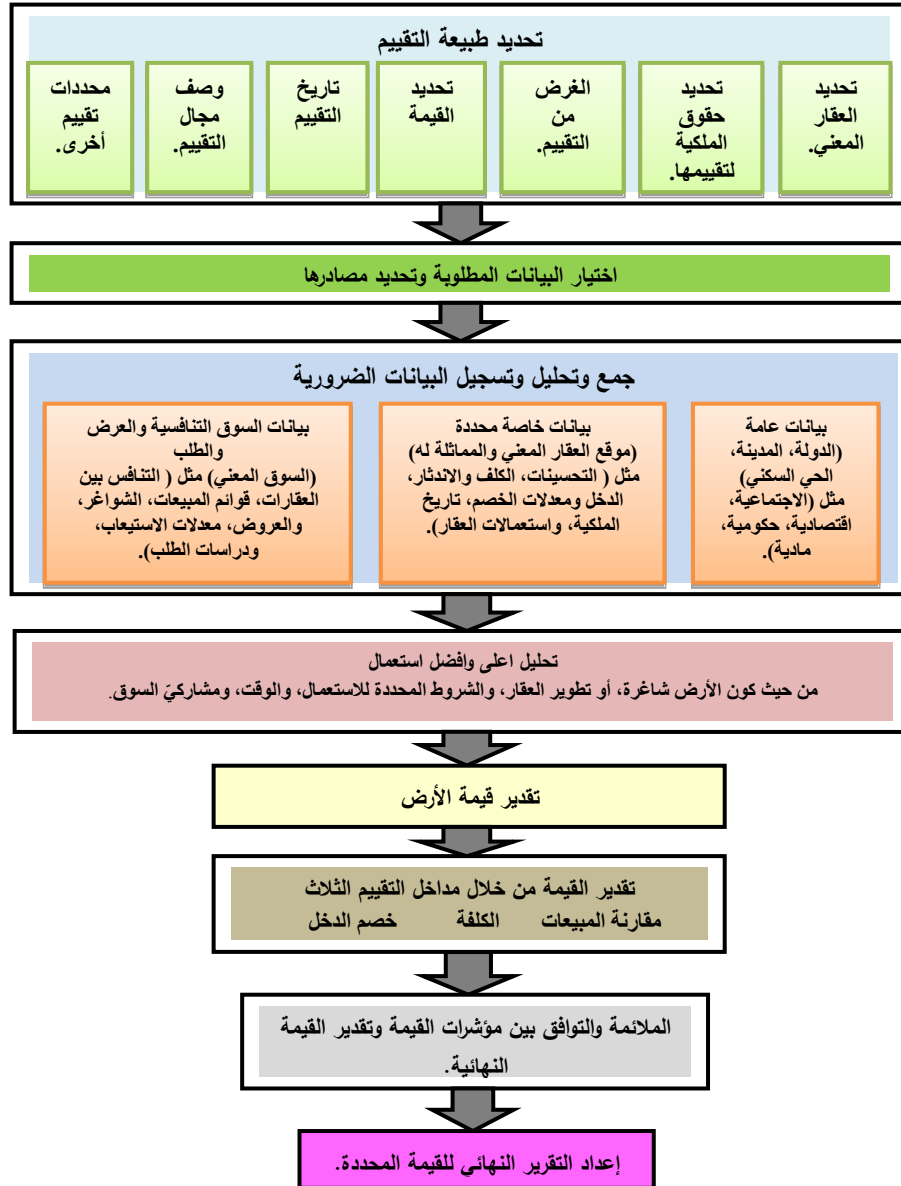 تحديد طبيعة التقييم
تحديد
العقار
المعني.
تحديد
حقوق
الملكية
لتقييمها.
الغرض
من
التقييم.
تحديد
القيمة
تاريخ
التقييم
وصف
مجال
التقييم.
محددات
تقييم
أخرى.
اختيار البيانات المطلوبة وتحديد مصادرها
جمع وتحليل وتسجيل البيانات الضرورية
بيانات عامة
(الدولة، المدينة،
الحي السكني)
مثل (الاجتماعية،
اقتصادية، حكومية،
مادية).
بيانات خاصة محددة
(موقع العقار المعني والمماثلة له)
مثل ( التحسينات، الكلف والاندثار،
الدخل ومعدلات الخصم، تاريخ
الملكية، واستعمالات العقار).
بيانات السوق التنافسية والعرض
والطلب
(السوق المعني) مثل ( التنافس بين
العقارات، قوائم المبيعات، الشواغر،
والعروض، معدلات الاستيعاب،
ودراسات الطلب).
تحليل اعلى وافضل استعمال
من حيث كون الأرض شاغرة، أو تطوير العقار، والشروط المحددة للاستعمال، والوقت، ومشاركيّ السوق.
تقدير قيمة الأرض
تقدير القيمة من خلال مداخل التقييم الثلاث
مقارنة المبيعات الكلفة خصم الدخل
الملائمة والتوافق بين مؤشرات القيمة وتقدير القيمة
النهائية.
إعداد التقرير النهائي للقيمة المحددة.